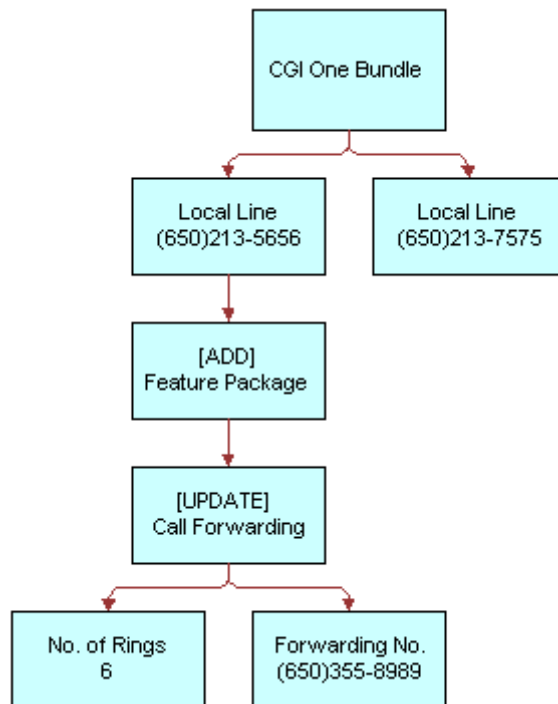 CGI One Bundle
Local Line
(650)213-5656
Local Line
(650)213-7575
[ADD]
Feature Package
[UPDATE]
Call Forwarding
No. of Rings
6
Forwarding No.
(650)355-8989